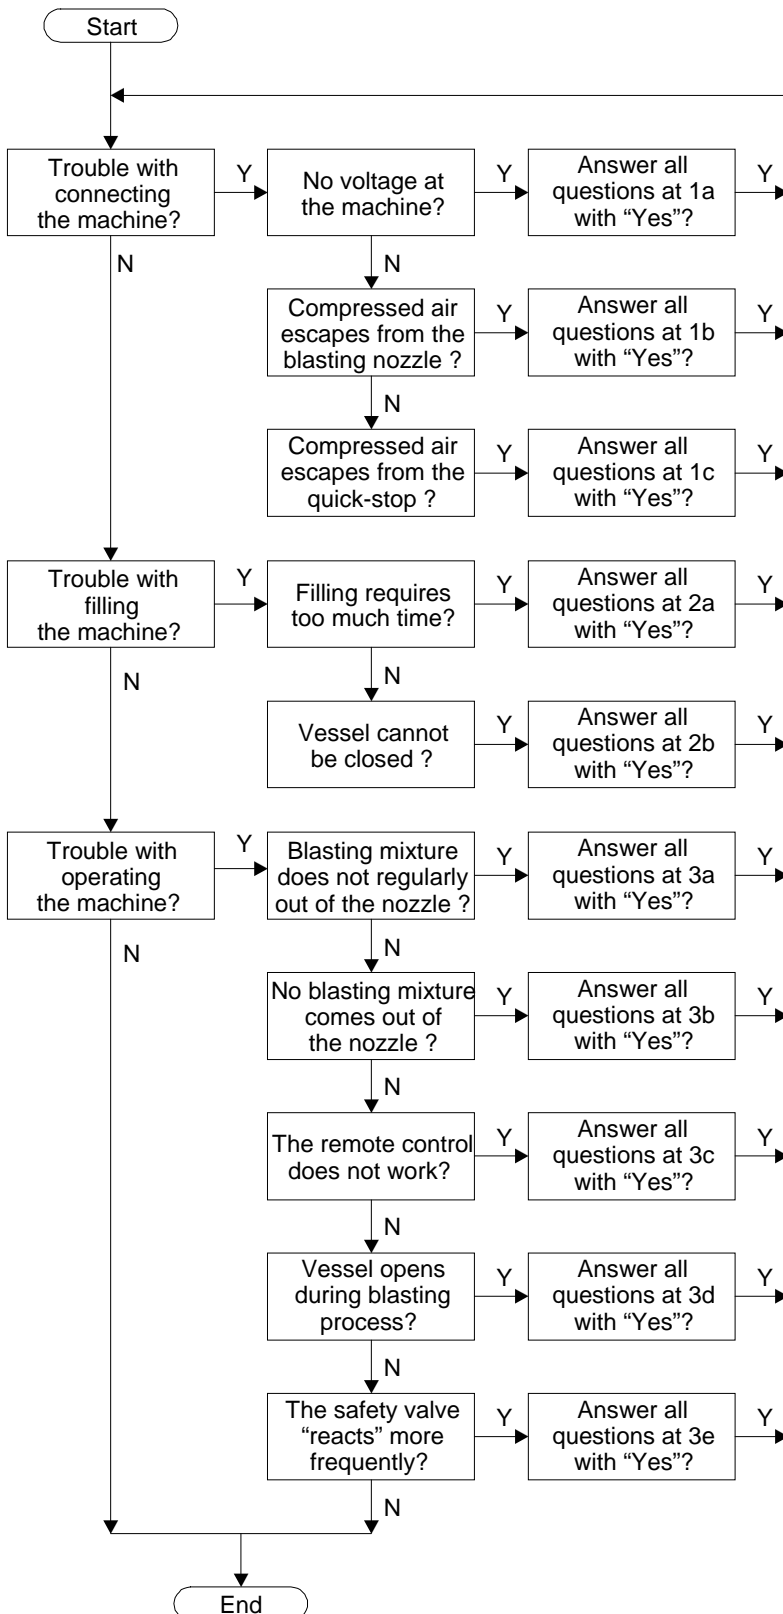 Start
Trouble with
connecting
the machine?
Y
No voltage at
the machine?
Y
Answer all
questions at 1a
with “Yes”?
Y
N
N
Compressed air
escapes from the
blasting nozzle ?
Y
Answer all
questions at 1b
with “Yes”?
Y
N
Compressed air
escapes from the
quick-stop ?
Y
Answer all
questions at 1c
with “Yes”?
Y
Trouble with
filling
the machine?
Y
Filling requires
too much time?
Y
Answer all
questions at 2a
with “Yes”?
Y
N
N
Vessel cannot
be closed ?
Y
Answer all
questions at 2b
with “Yes”?
Y
Trouble with
operating
the machine?
Y
Blasting mixture
does not regularly
out of the nozzle ?
Y
Answer all
questions at 3a
with “Yes”?
Y
N
N
No blasting mixture
comes out of
the nozzle ?
Y
Answer all
questions at 3b
with “Yes”?
Y
N
The remote control
does not work?
Y
Answer all
questions at 3c
with “Yes”?
Y
N
Vessel opens
during blasting
process?
Y
Answer all
questions at 3d
with “Yes”?
Y
N
The safety valve
“reacts” more
frequently?
Y
Answer all
questions at 3e
with “Yes”?
Y
N
End